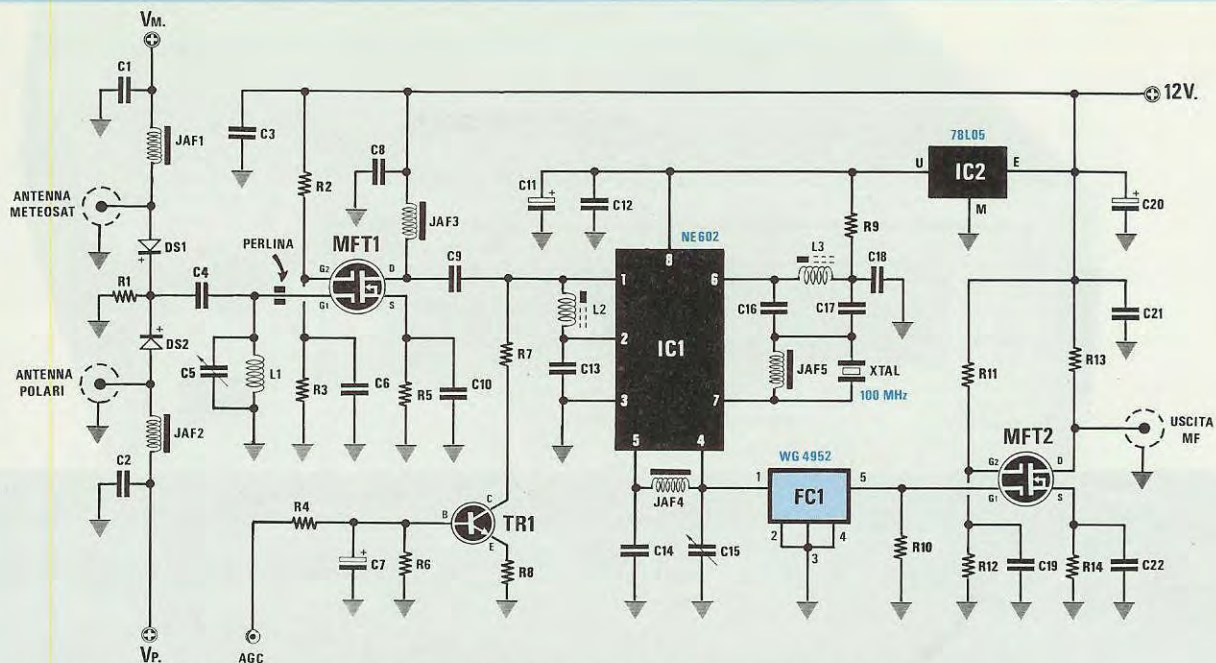 VM.
C1
JAF1
ANTENNA
METEOSAT
DS1
R1
DS2
ANTENNA
POLARI
JAF2
C2
VP.
C3
C4
PERLINA
C5
L1
R2
C8
JAF3
MFT1
G2
G1
D
S
C9
R3
C6
R5
C10
R7
R4
C7
R6
B
C
E
TR1
R8
AGC
C11
+
C12
L2
C13
NE602
IC1
1
2
3
8
6
7
5
4
L3
R9
C18
C16
C17
JAF5
XTAL
100 MHz
JAF4
C14
C15
WG 4952
FC1
1
5
2
3
4
R10
78L05
IC2
U
E
M
12V.
C20
C21
R11
R13
MFT2
G2
G1
D
S
USCITA
MF
R12
C19
R14
C22